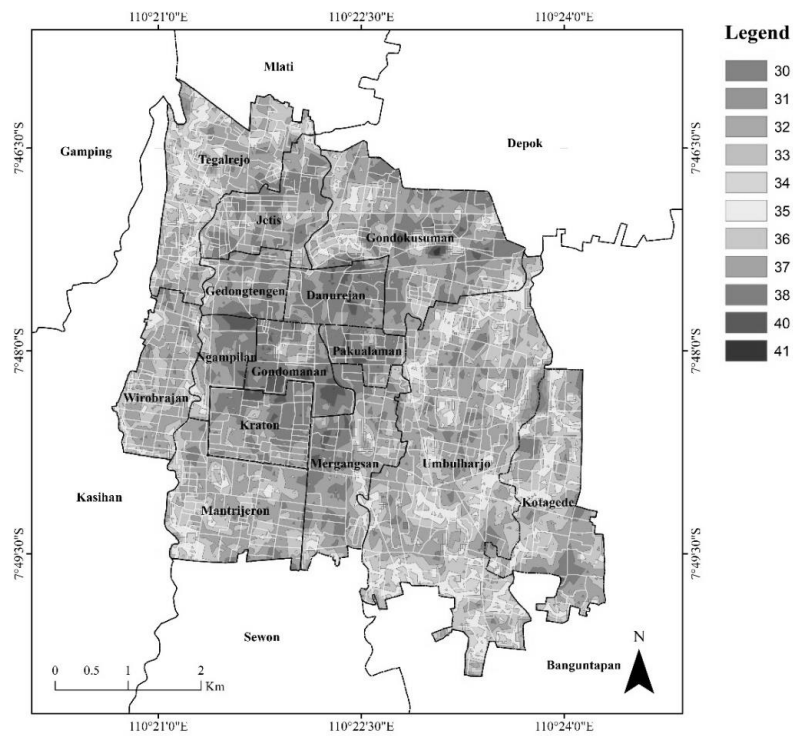 110°21'0"E
110°22'30"E
110°24'0"E
Legend
30
31
32
33
34
35
36
37
38
40
41
Mlati
7°46'30"S
Gamping
Depok
7°46'30"S
Tegalrejo
Jetis
Gondokusuman
Gedongtengen
Danurejan
7°48'0"S
Ngampilan
Pakualaman
7°48'0"S
Gondomanan
Wirobrajan
Kraton
Mergangsan
Umbulharjo
Kasihan
Mantrijeron
Kotagede
7°49'30"S
7°49'30"S
Sewon
N
Banguntapan
0 0.5 1 2
Km
110°21'0"E
110°22'30"E
110°24'0"E